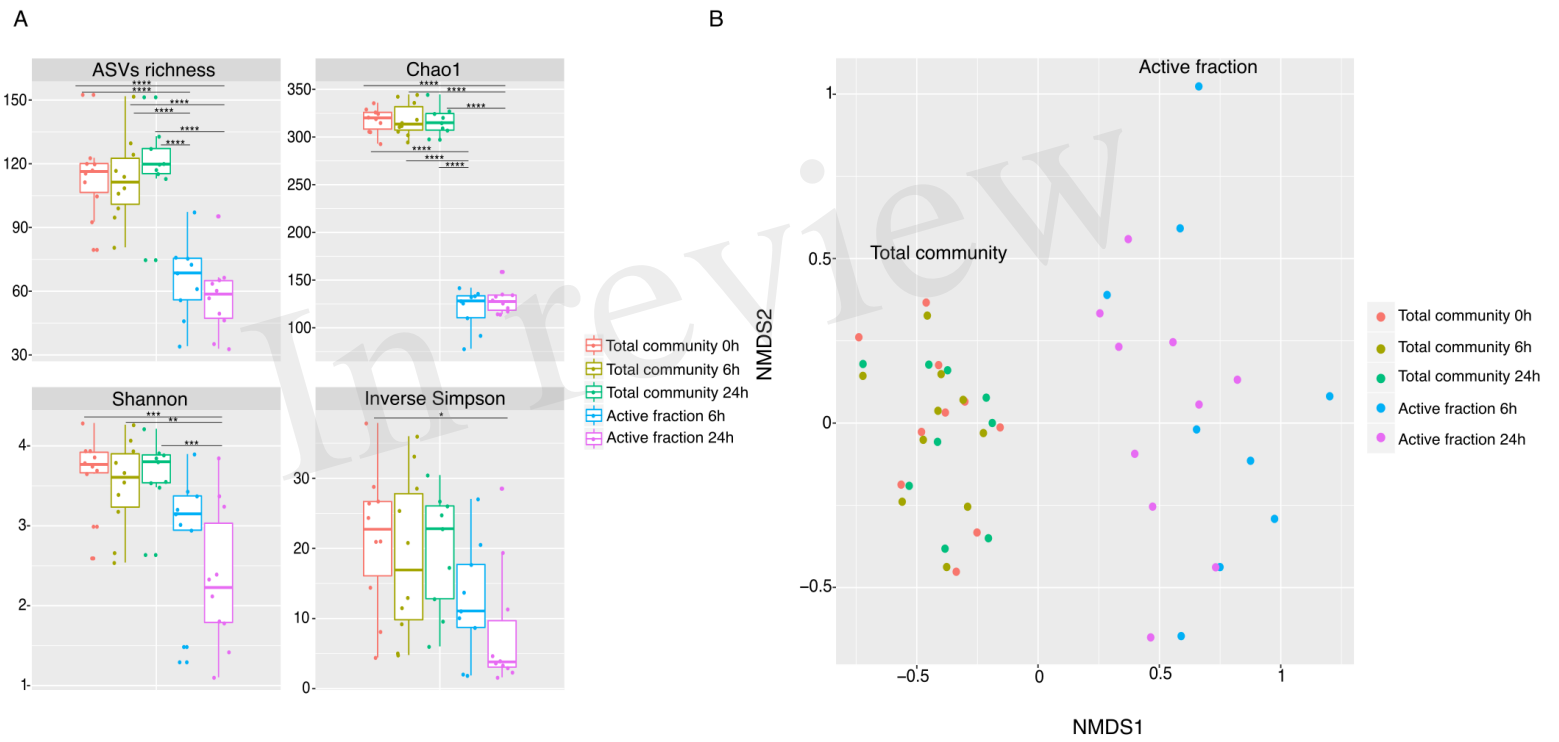 A
B
ASVs richness
****
****
****
****
****
****
150
120
90
60
30
Chao1
****
****
****
****
****
****
350
300
250
200
150
100
Shannon
***
**
***
4
3
2
1
Inverse Simpson
*
30
20
10
0
Total community 0h
Total community 6h
Total community 24h
Active fraction 6h
Active fraction 24h
Active fraction
Total community
1
0.5
0
−0.5
NMDS2
−0.5
0
0.5
1
NMDS1
Total community 0h
Total community 6h
Total community 24h
Active fraction 6h
Active fraction 24h
In review